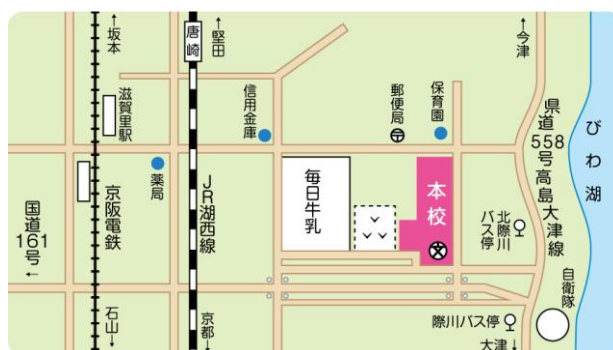 ↑坂本
唐崎
↑堅田
↑今津
滋賀里駅
信用金庫
郵便局
〒
保育園
県道558号高島大津線
びわ湖
薬局
毎日牛乳
本校
文
北際川バス停
国道161号←
京阪電鉄
JR湖西線
自衛隊
石山→
京都→
際川バス停
大津↓